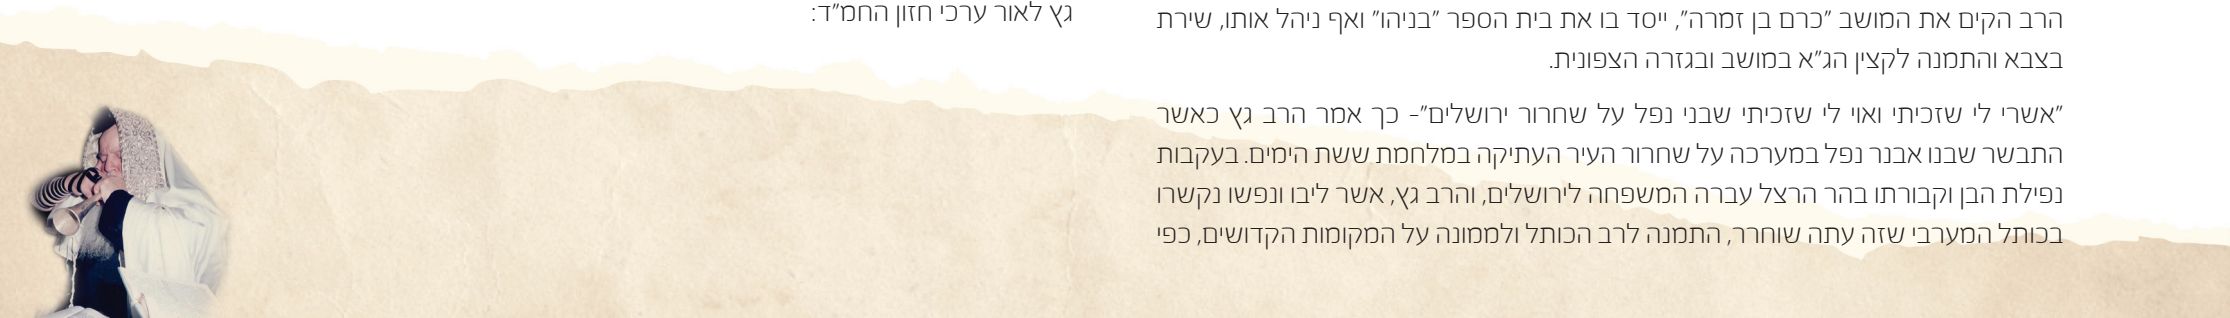 הרב הקים את המושב "כרם בן זמרה", ייסד בו את בית הספר "בניהו" ואף ניהל אותו, שירת
בצבא והתמנה לקצין הג"א במושב ובגזרה הצפונית.
"אשרי לי שזכיתי ואוי לי שזכיתי שבני נפל על שחרור ירושלים"- כך אמר הרב גץ כאשר
התבשר שבנו אבנר נפל במערכה על שחרור העיר העתיקה במלחמת ששת הימים. בעקבות
נפילת הבן וקבורתו בהר הרצל עברה המשפחה לירושלים, והרב גץ, אשר ליבו ונפשו נקשרו
בכותל המערבי שזה עתה שוחרר, התמנה לרב הכותל ולממונה על המקומות הקדושים, כפי
גץ לאור ערכי חזון החמ"ד: